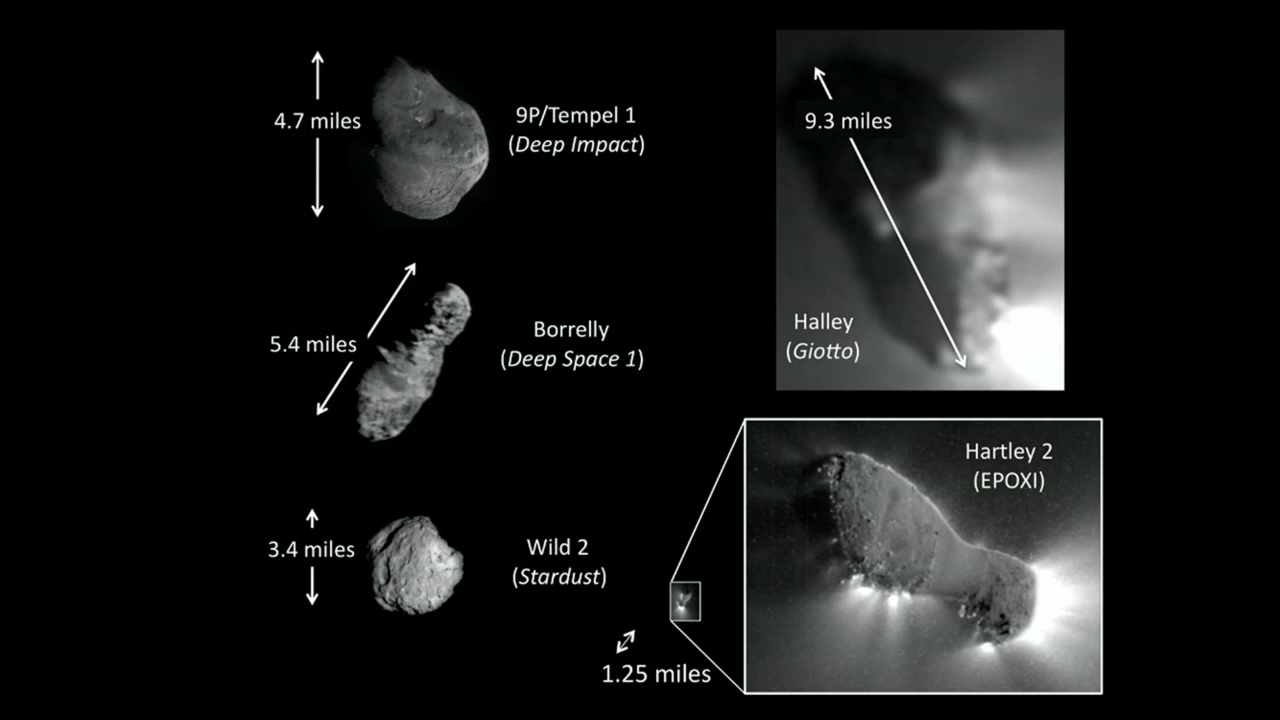 4.7 miles
9P/Tempel 1
(Deep Impact)
5.4 miles
Borrelly
(Deep Space 1)
3.4 miles
Wild 2
(Stardust)
9.3 miles
Halley
(Giotto)
Hartley 2
(EPOXI)
1.25 miles